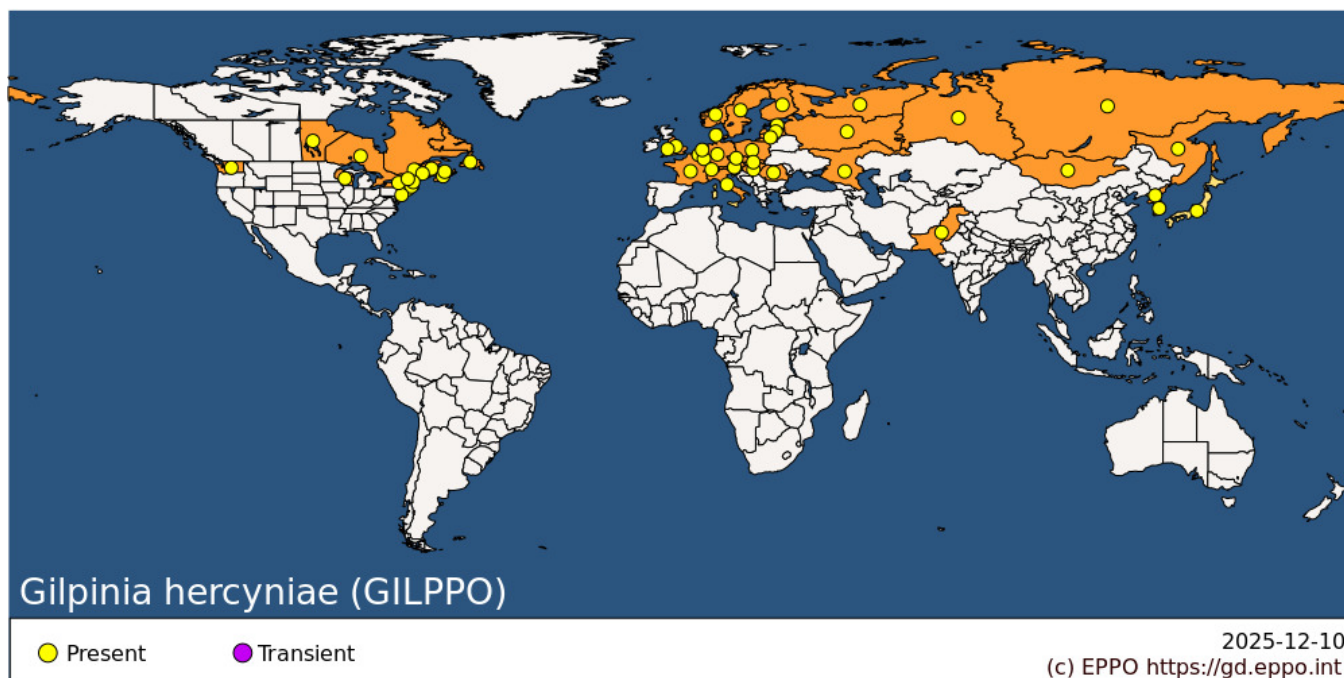 Gilpinia hercyniae (GILPPO)
Present
Transient
2025-12-10
(c) EPPO https://gd.eppo.int